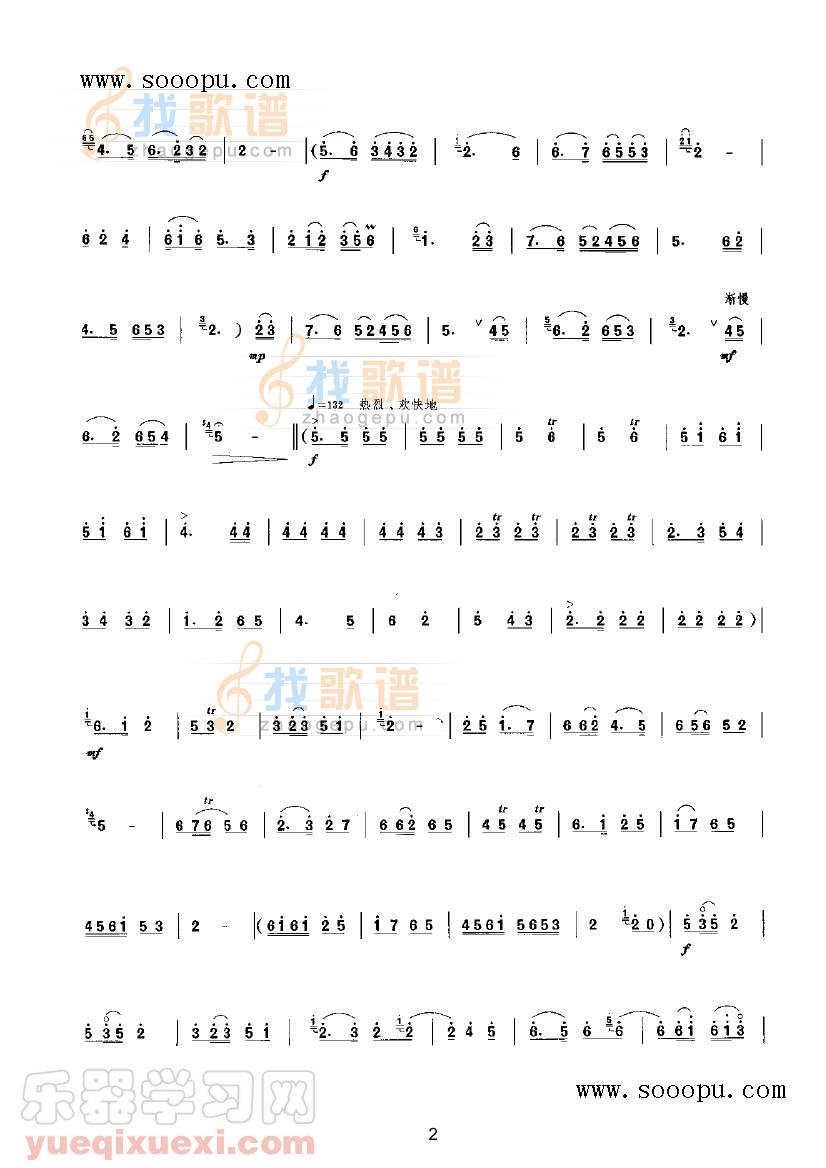 www.sooopu.com
找歌谱
zhaogepu.com
4. 5 6. 2 3 2 | 2 - | (5. 6 3 4 3 2 | 2. 6 | 6. 7 6 5 5 3 | 2 - |
f
6 2 4 | 6 i 6 5. 3 | 2 1 2 3 5 6 | 1. 2 3 | 7. 6 5 2 4 5 6 | 5. 6 2 |
渐慢
4. 5 6 5 3 | 2. ) 2 3 | 7. 6 5 2 4 5 6 | 5. ∨ 4 5 | 6. 2 6 5 3 | 2. ∨ 4 5 |
mp mf
找歌谱
♩=132 热烈、欢快地
zhaogepu.com
6. 2 6 5 4 | 5 - ‖ (5. 5 5 5 | 5 5 5 5 | 5 6 | 5 6 | 5 1 6 1 |
f
5 1 6 1 | 4. 4 4 | 4 4 4 4 | 4 4 4 3 | 2 3 2 3 | 2 3 2 3 | 2. 3 5 4 |
3 4 3 2 | 1. 2 6 5 | 4. 5 | 6 2 | 5 4 3 | 2. 2 2 2 | 2 2 2 2 ) |
找歌谱
zhaogepu.com
6. 1 2 | 5 3 2 | 3 2 3 5 1 | 2 - | 2 5 1. 7 | 6 6 2 4. 5 | 6 5 6 5 2 |
mf
5 - | 6 7 6 5 6 | 2. 3 2 7 | 6 6 2 6 5 | 4 5 4 5 | 6. 1 2 5 | 1 7 6 5 |
4 5 6 1 5 3 | 2 - | (6 1 6 1 2 5 | 1 7 6 5 | 4 5 6 1 5 6 5 3 | 2 2 0 ) | 5 3 5 2 |
f
5 3 5 2 | 3 2 3 5 1 | 2. 3 2 2 | 2 4 5 | 6. 5 6 6 | 6 6 1 6 1 3 |
乐器学习网
yueqixuexi.com
www.sooopu.com
2